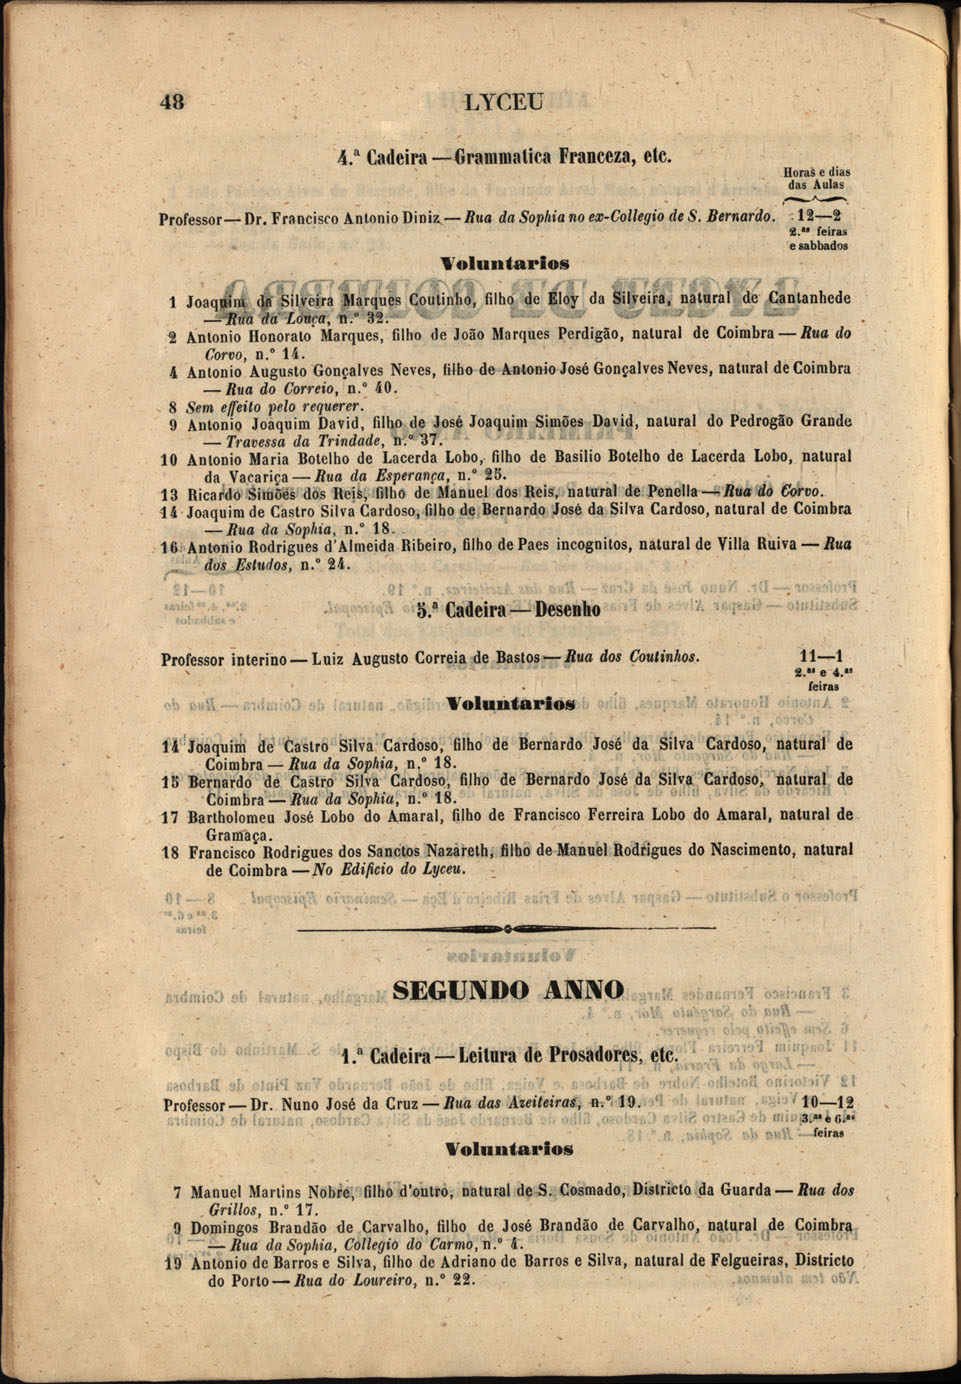 48
LYCEU
4.ª Cadeira — Grammatica Franceza, etc.
Horas e dias
das Aulas
Professor — Dr. Francisco Antonio Diniz — Rua da Sophia no ex-Collegio de S. Bernardo. 12—2
2.ªˢ feiras
e sabbados
Voluntarios
1 Joaquim da Silveira Marques Coutinho, filho de Eloy da Silveira, natural de Cantanhede
— Rua da Louça, n.º 32.
2 Antonio Honorato Marques, filho de João Marques Perdigão, natural de Coimbra — Rua do
Corvo, n.º 14.
4 Antonio Augusto Gonçalves Neves, filho de Antonio José Gonçalves Neves, natural de Coimbra
— Rua do Correio, n.º 40.
8 Sem effeito pelo requerer.
9 Antonio Joaquim David, filho de José Joaquim Simões David, natural do Pedrogão Grande
— Travessa da Trindade, n.º 37.
10 Antonio Maria Botelho de Lacerda Lobo, filho de Basilio Botelho de Lacerda Lobo, natural
da Vacariça — Rua da Esperança, n.º 25.
13 Ricardo Simões dos Reis, filho de Manuel dos Reis, natural de Penella — Rua do Corvo.
14 Joaquim de Castro Silva Cardoso, filho de Bernardo José da Silva Cardoso, natural de Coimbra
— Rua da Sophia, n.º 18.
16 Antonio Rodrigues d'Almeida Ribeiro, filho de Paes incognitos, natural de Villa Ruiva — Rua
dos Estudos, n.º 24.
5.ª Cadeira — Desenho
Professor interino — Luiz Augusto Correia de Bastos — Rua dos Coutinhos. 11—1
2.ªˢ e 4.ªˢ
feiras
Voluntarios
14 Joaquim de Castro Silva Cardoso, filho de Bernardo José da Silva Cardoso, natural de
Coimbra — Rua da Sophia, n.º 18.
15 Bernardo de Castro Silva Cardoso, filho de Bernardo José da Silva Cardoso, natural de
Coimbra — Rua da Sophia, n.º 18.
17 Bartholomeu José Lobo do Amaral, filho de Francisco Ferreira Lobo do Amaral, natural de
Gramaça.
18 Francisco Rodrigues dos Sanctos Nazareth, filho de Manuel Rodrigues do Nascimento, natural
de Coimbra — No Edificio do Lyceu.
SEGUNDO ANNO
1.ª Cadeira — Leitura de Prosadores, etc.
Professor — Dr. Nuno José da Cruz — Rua das Azeiteiras, n.º 19. 10—12
3.ªˢ e 6.ªˢ
feiras
Voluntarios
7 Manuel Martins Nobre, filho d'outro, natural de S. Cosmado, Districto da Guarda — Rua dos
Grillos, n.º 17.
9 Domingos Brandão de Carvalho, filho de José Brandão de Carvalho, natural de Coimbra
— Rua da Sophia, Collegio do Carmo, n.º 4.
19 Antonio de Barros e Silva, filho de Adriano de Barros e Silva, natural de Felgueiras, Districto
do Porto — Rua do Loureiro, n.º 22.